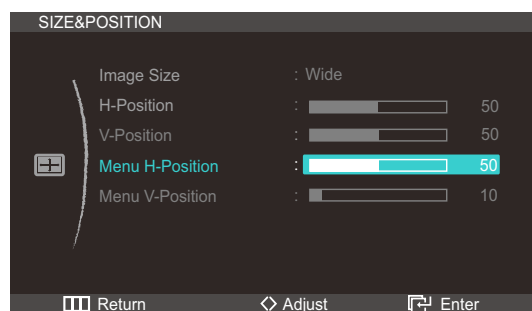 SIZE&POSITION
Image Size : Wide
H-Position : 50
V-Position : 50
Menu H-Position : 50
Menu V-Position : 10
Return Adjust Enter